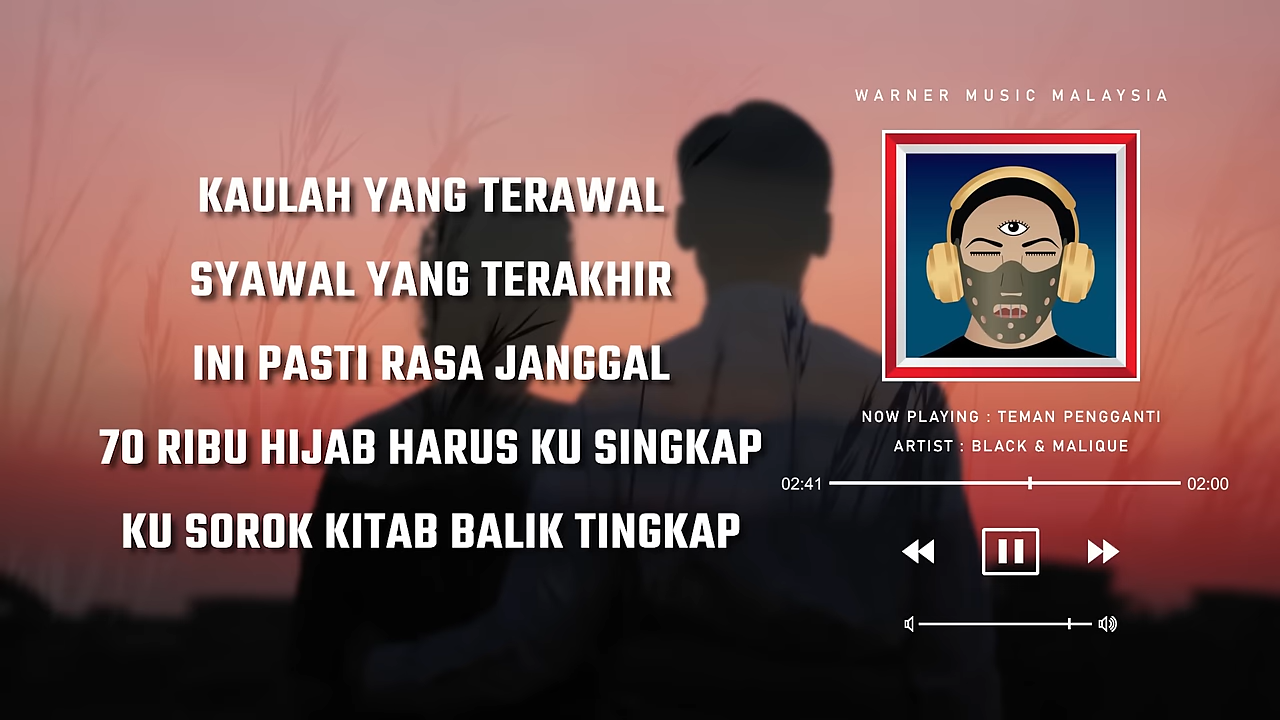 KAULAH YANG TERAWAL
SYAWAL YANG TERAKHIR
INI PASTI RASA JANGGAL
70 RIBU HIJAB HARUS KU SINGKAP
KU SOROK KITAB BALIK TINGKAP
WARNER MUSIC MALAYSIA
NOW PLAYING : TEMAN PENGGANTI
ARTIST : BLACK & MALIQUE
02:41 02:00